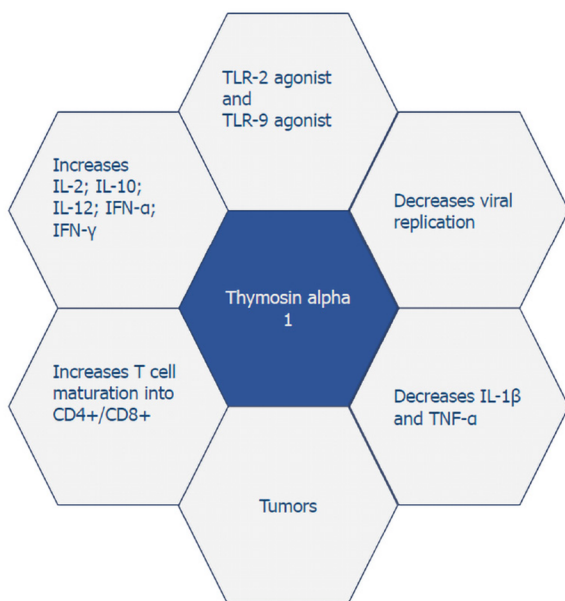 TLR-2 agonist
and
TLR-9 agonist
Increases
IL-2; IL-10;
IL-12; IFN-α;
IFN-γ
Decreases viral
replication
Thymosin alpha
1
Increases T cell
maturation into
CD4+/CD8+
Decreases IL-1β
and TNF-α
Tumors